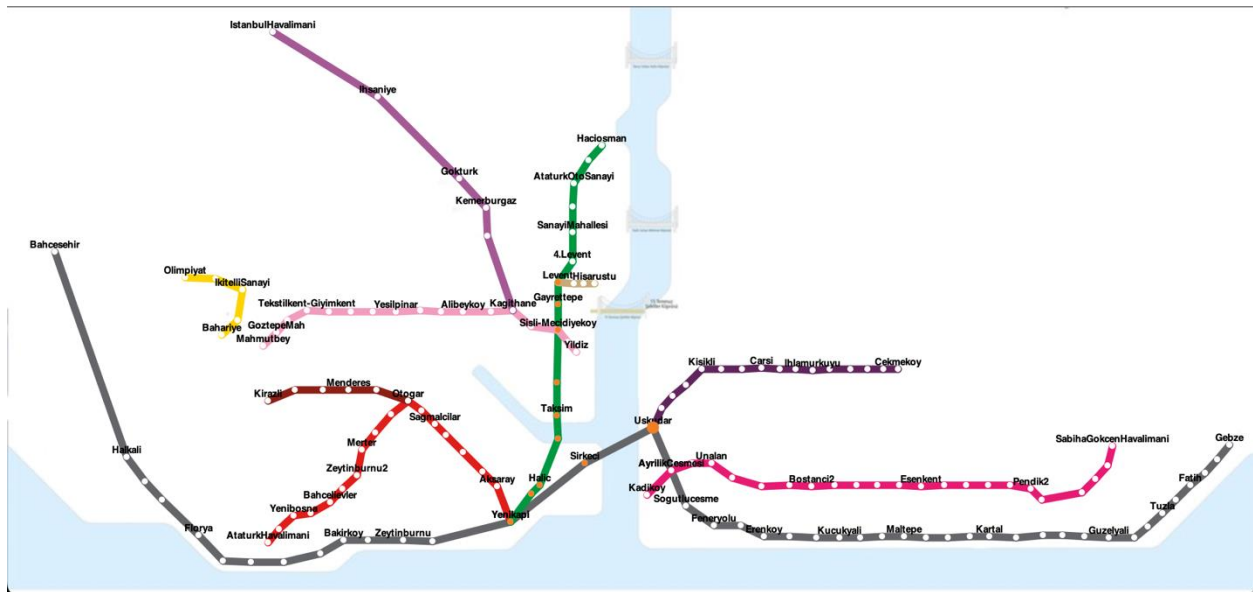 IstanbulHavalimani
Ihsaniye
Haciosman
Gokturk
AtaturkOtoSanayi
Kemerburgaz
SanayiMahallesi
Bahcesehir
4.Levent
Olimpiyat
IkitelliSanayi
Levent
Hisarustu
Gayrettepe
Tekstilkent-Giyimkent
Yesilpinar
Alibeykoy
Kagithane
GoztepeMah
Sisli-Mecidiyekoy
Bahariye
Mahmutbey
Yildiz
Kisikli
Carsi
Ihlamurkuyu
Cekmekoy
Kirazli
Menderes
Otogar
Sagmalcilar
Taksim
Uskudar
Merter
Halkali
Zeytinburnu2
Sirkeci
AyrilikCesmesi
Unalan
SabihaGokcenHavalimani
Gebze
Aksaray
Halic
Kadikoy
Bostanci2
Esenkent
Pendik2
Fatih
Bahcelievler
Yenibosna
Yenikapi
Sogutlucesme
Tuzla
Florya
AtaturkHavalimani
Bakirkoy
Zeytinburnu
Feneryolu
Erenkoy
Kucukyali
Maltepe
Kartal
Guzelyali